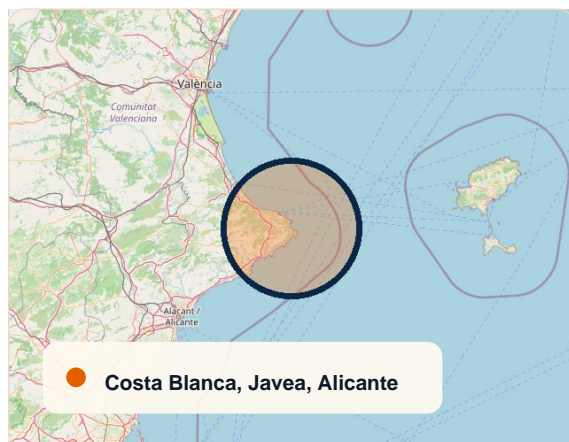 València
Comunitat
Valenciana
Alacant /
Alicante
Costa Blanca, Javea, Alicante